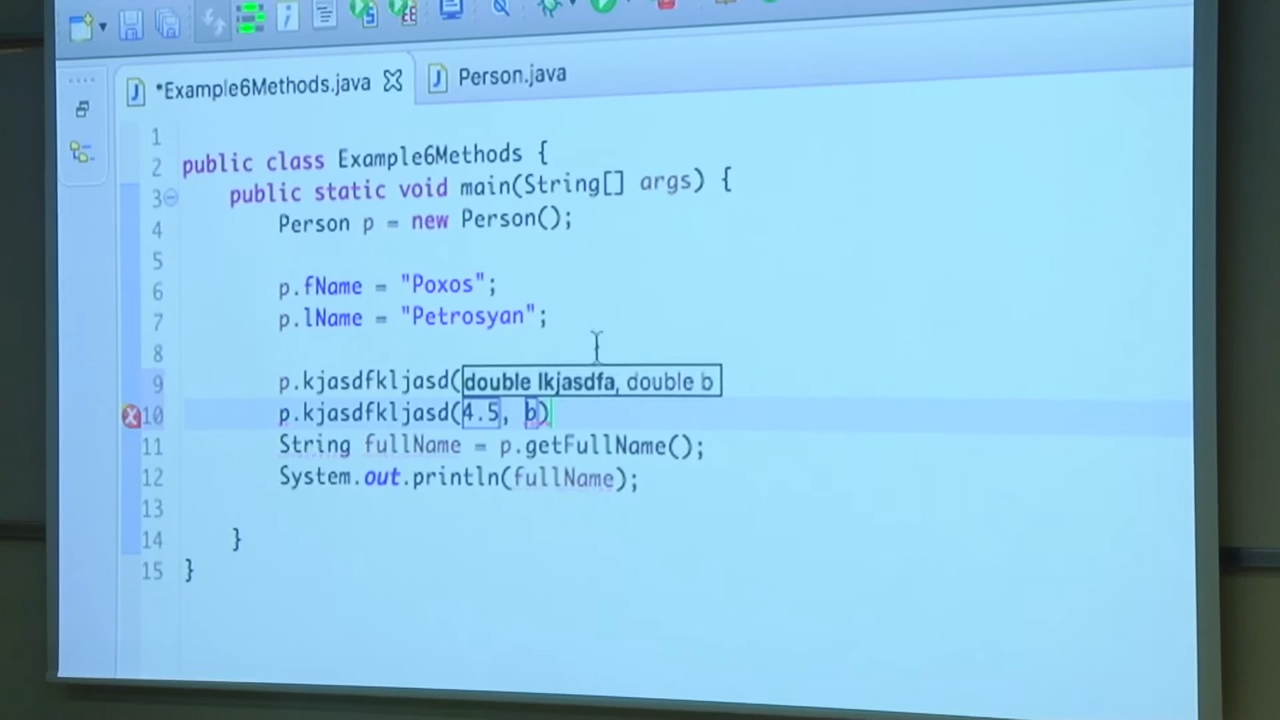 *Example6Methods.java Person.java
1
2 public class Example6Methods {
3 public static void main(String[] args) {
4 Person p = new Person();
5
6 p.fName = "Poxos";
7 p.lName = "Petrosyan";
8
9 p.kjasdfkljasd(double lkjasdfa, double b
10 p.kjasdfkljasd(4.5, b)
11 String fullName = p.getFullName();
12 System.out.println(fullName);
13
14 }
15 }